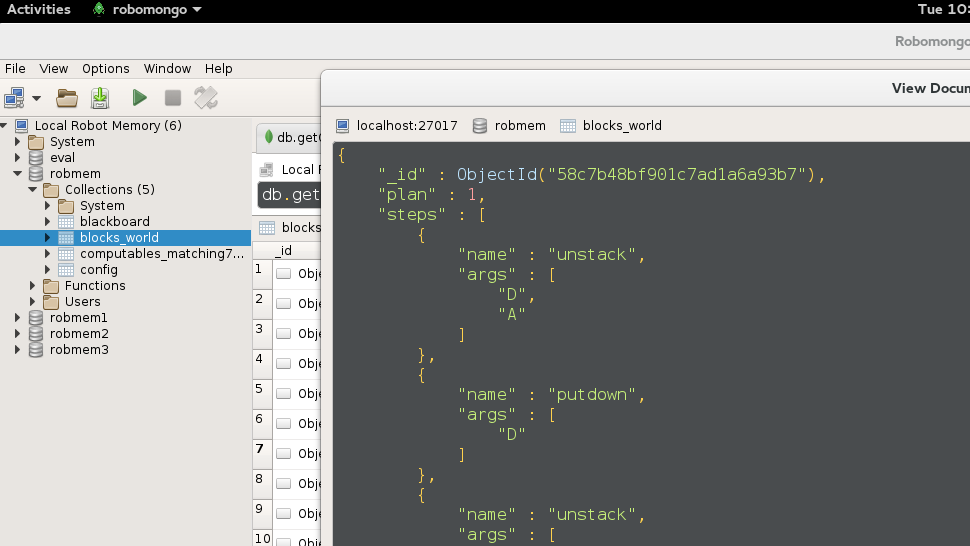 Activities robomongo Tue 10:
Robomongo
File View Options Window Help
View Docum
Local Robot Memory (6)
System
eval
robmem
Collections (5)
System
blackboard
blocks_world
computables_matching7...
config
Functions
Users
robmem1
robmem2
robmem3
db.get
Local R
db.get
blocks
_id
1 Obje
2 Obje
3 Obje
4 Obje
5 Obje
6 Obje
7 Obje
8 Obje
9 Obje
10 Obje
localhost:27017 robmem blocks_world
{
"_id" : ObjectId("58c7b48bf901c7ad1a6a93b7"),
"plan" : 1,
"steps" : [
{
"name" : "unstack",
"args" : [
"D",
"A"
]
},
{
"name" : "putdown",
"args" : [
"D"
]
},
{
"name" : "unstack",
"args" : [